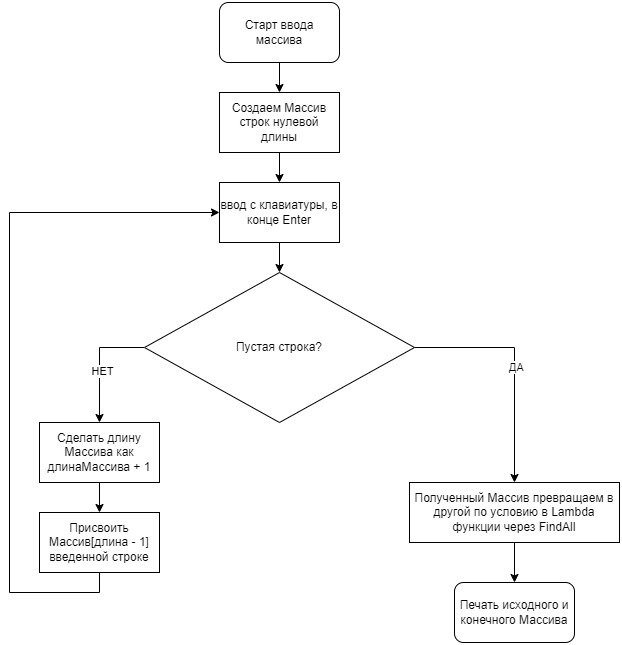 Старт ввода
массива
Создаем Массив
строк нулевой
длины
ввод с клавиатуры, в
конце Enter
Пустая строка?
НЕТ
ДА
Сделать длину
Массива как
длинаМассива + 1
Присвоить
Массив[длина - 1]
введенной строке
Полученный Массив превращаем в
другой по условию в Lambda
функции через FindAll
Печать исходного и
конечного Массива